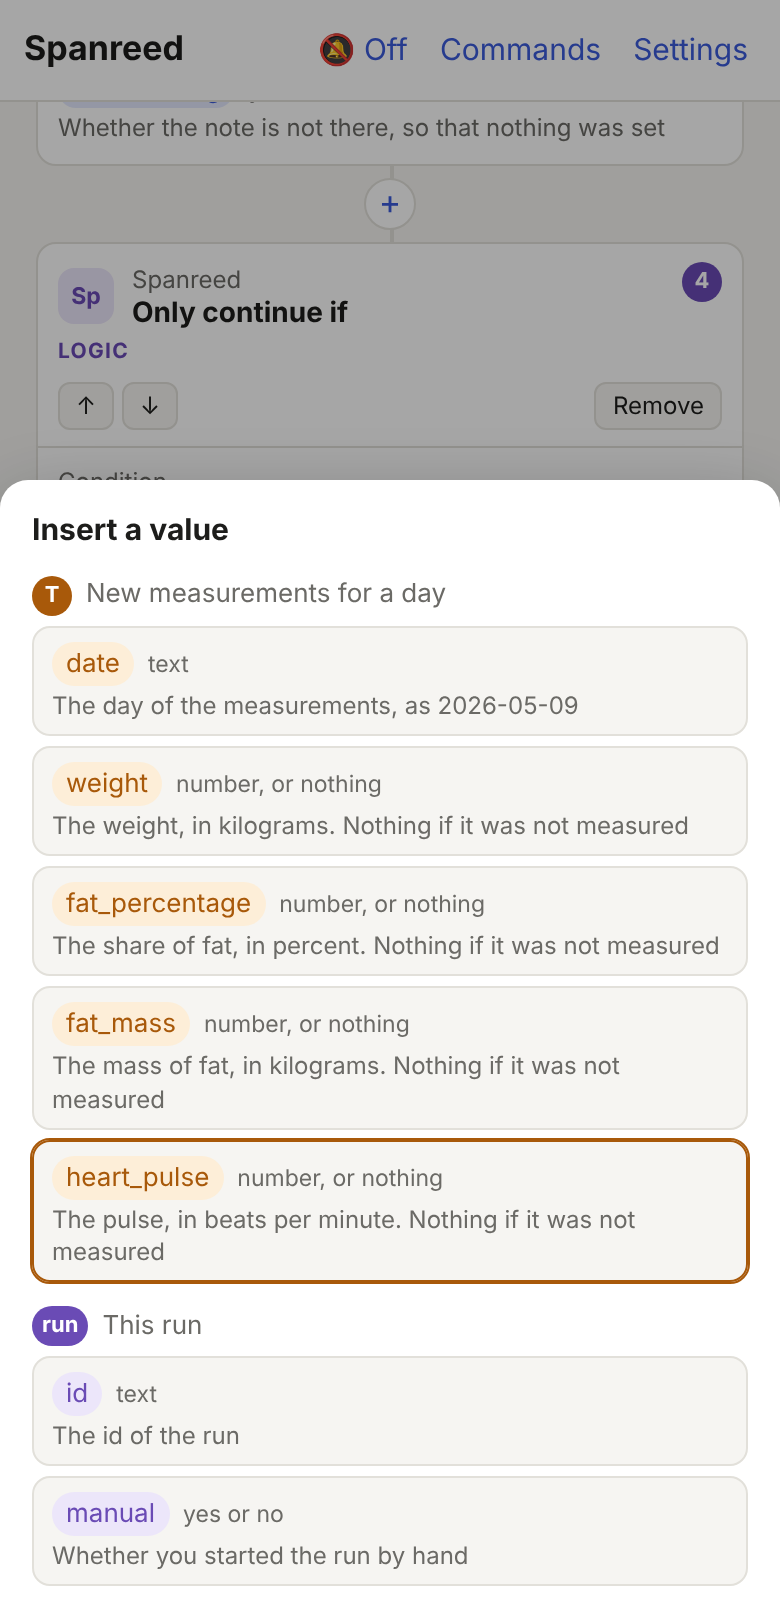 Spanreed
Off Commands Settings
Whether the note is not there, so that nothing was set
+
Sp
Spanreed
Only continue if
4
LOGIC
↑ ↓ Remove
Condition
Insert a value
T New measurements for a day
date text
The day of the measurements, as 2026-05-09
weight number, or nothing
The weight, in kilograms. Nothing if it was not measured
fat_percentage number, or nothing
The share of fat, in percent. Nothing if it was not measured
fat_mass number, or nothing
The mass of fat, in kilograms. Nothing if it was not
measured
heart_pulse number, or nothing
The pulse, in beats per minute. Nothing if it was not
measured
run This run
id text
The id of the run
manual yes or no
Whether you started the run by hand